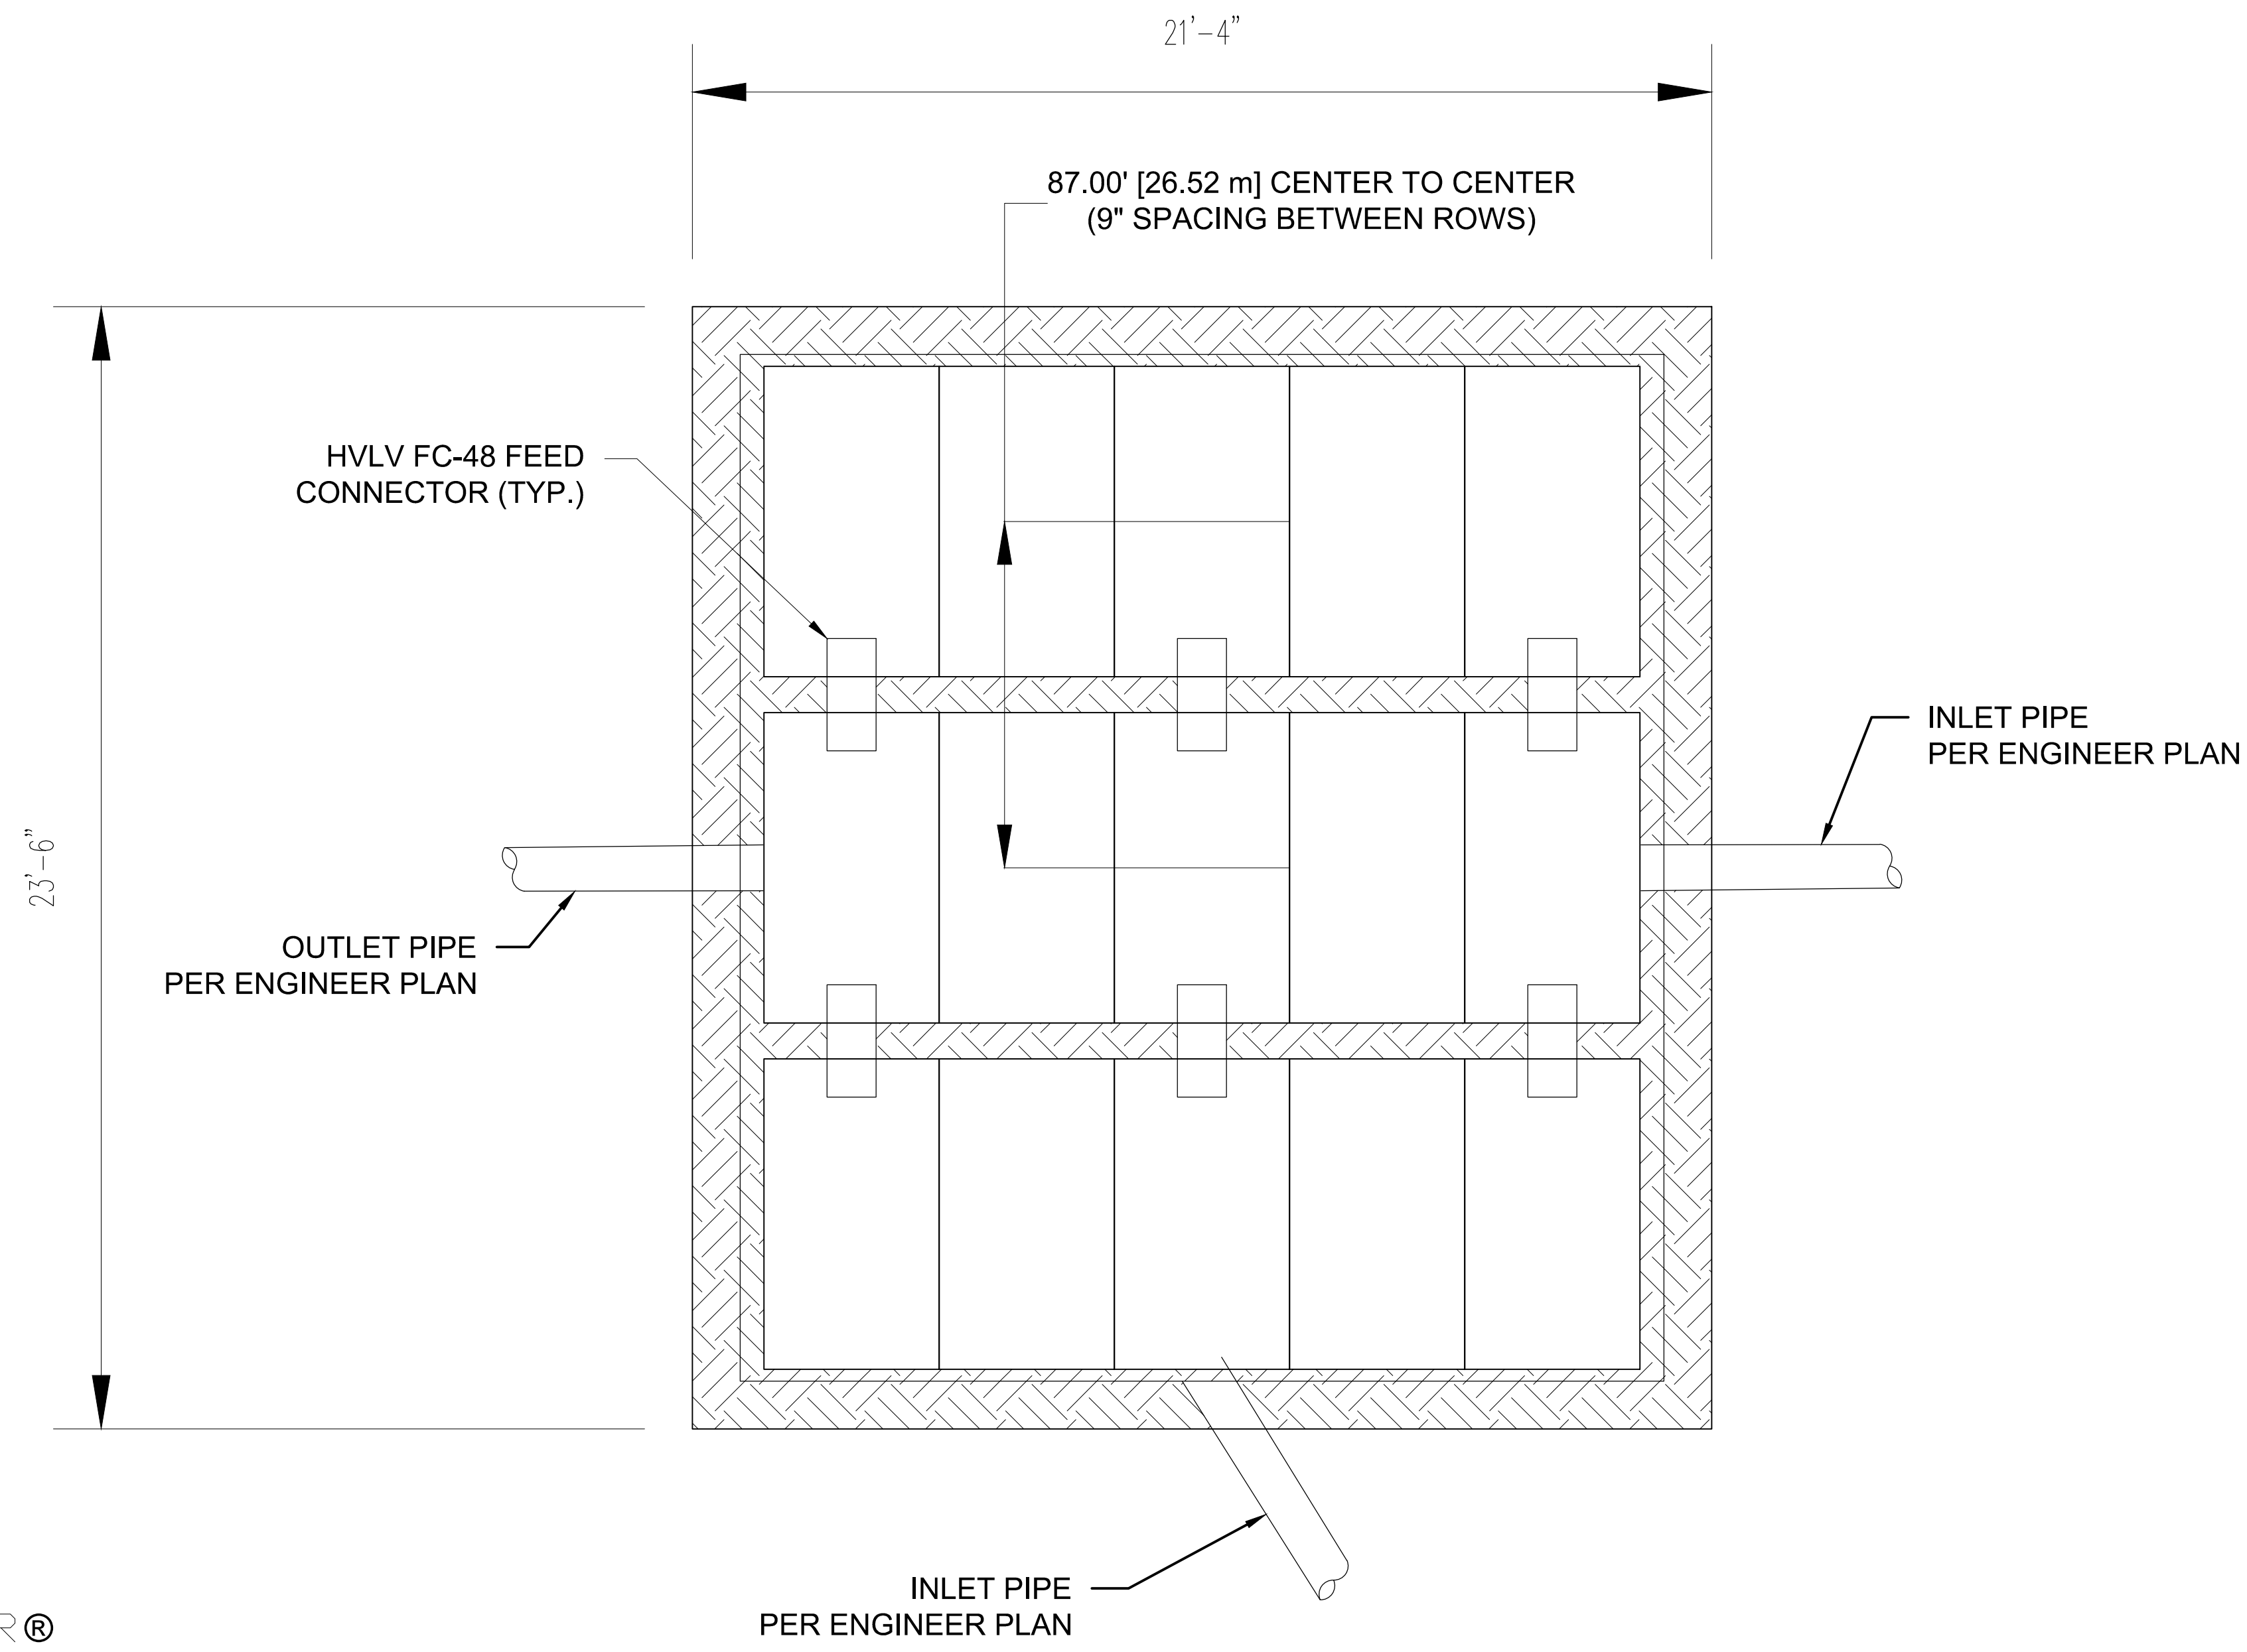 21'-4"
87.00' [26.52 m] CENTER TO CENTER
(9" SPACING BETWEEN ROWS)
HVLV FC-48 FEED
CONNECTOR (TYP.)
INLET PIPE
PER ENGINEER PLAN
23'-6"
OUTLET PIPE
PER ENGINEER PLAN
INLET PIPE
PER ENGINEER PLAN
R®